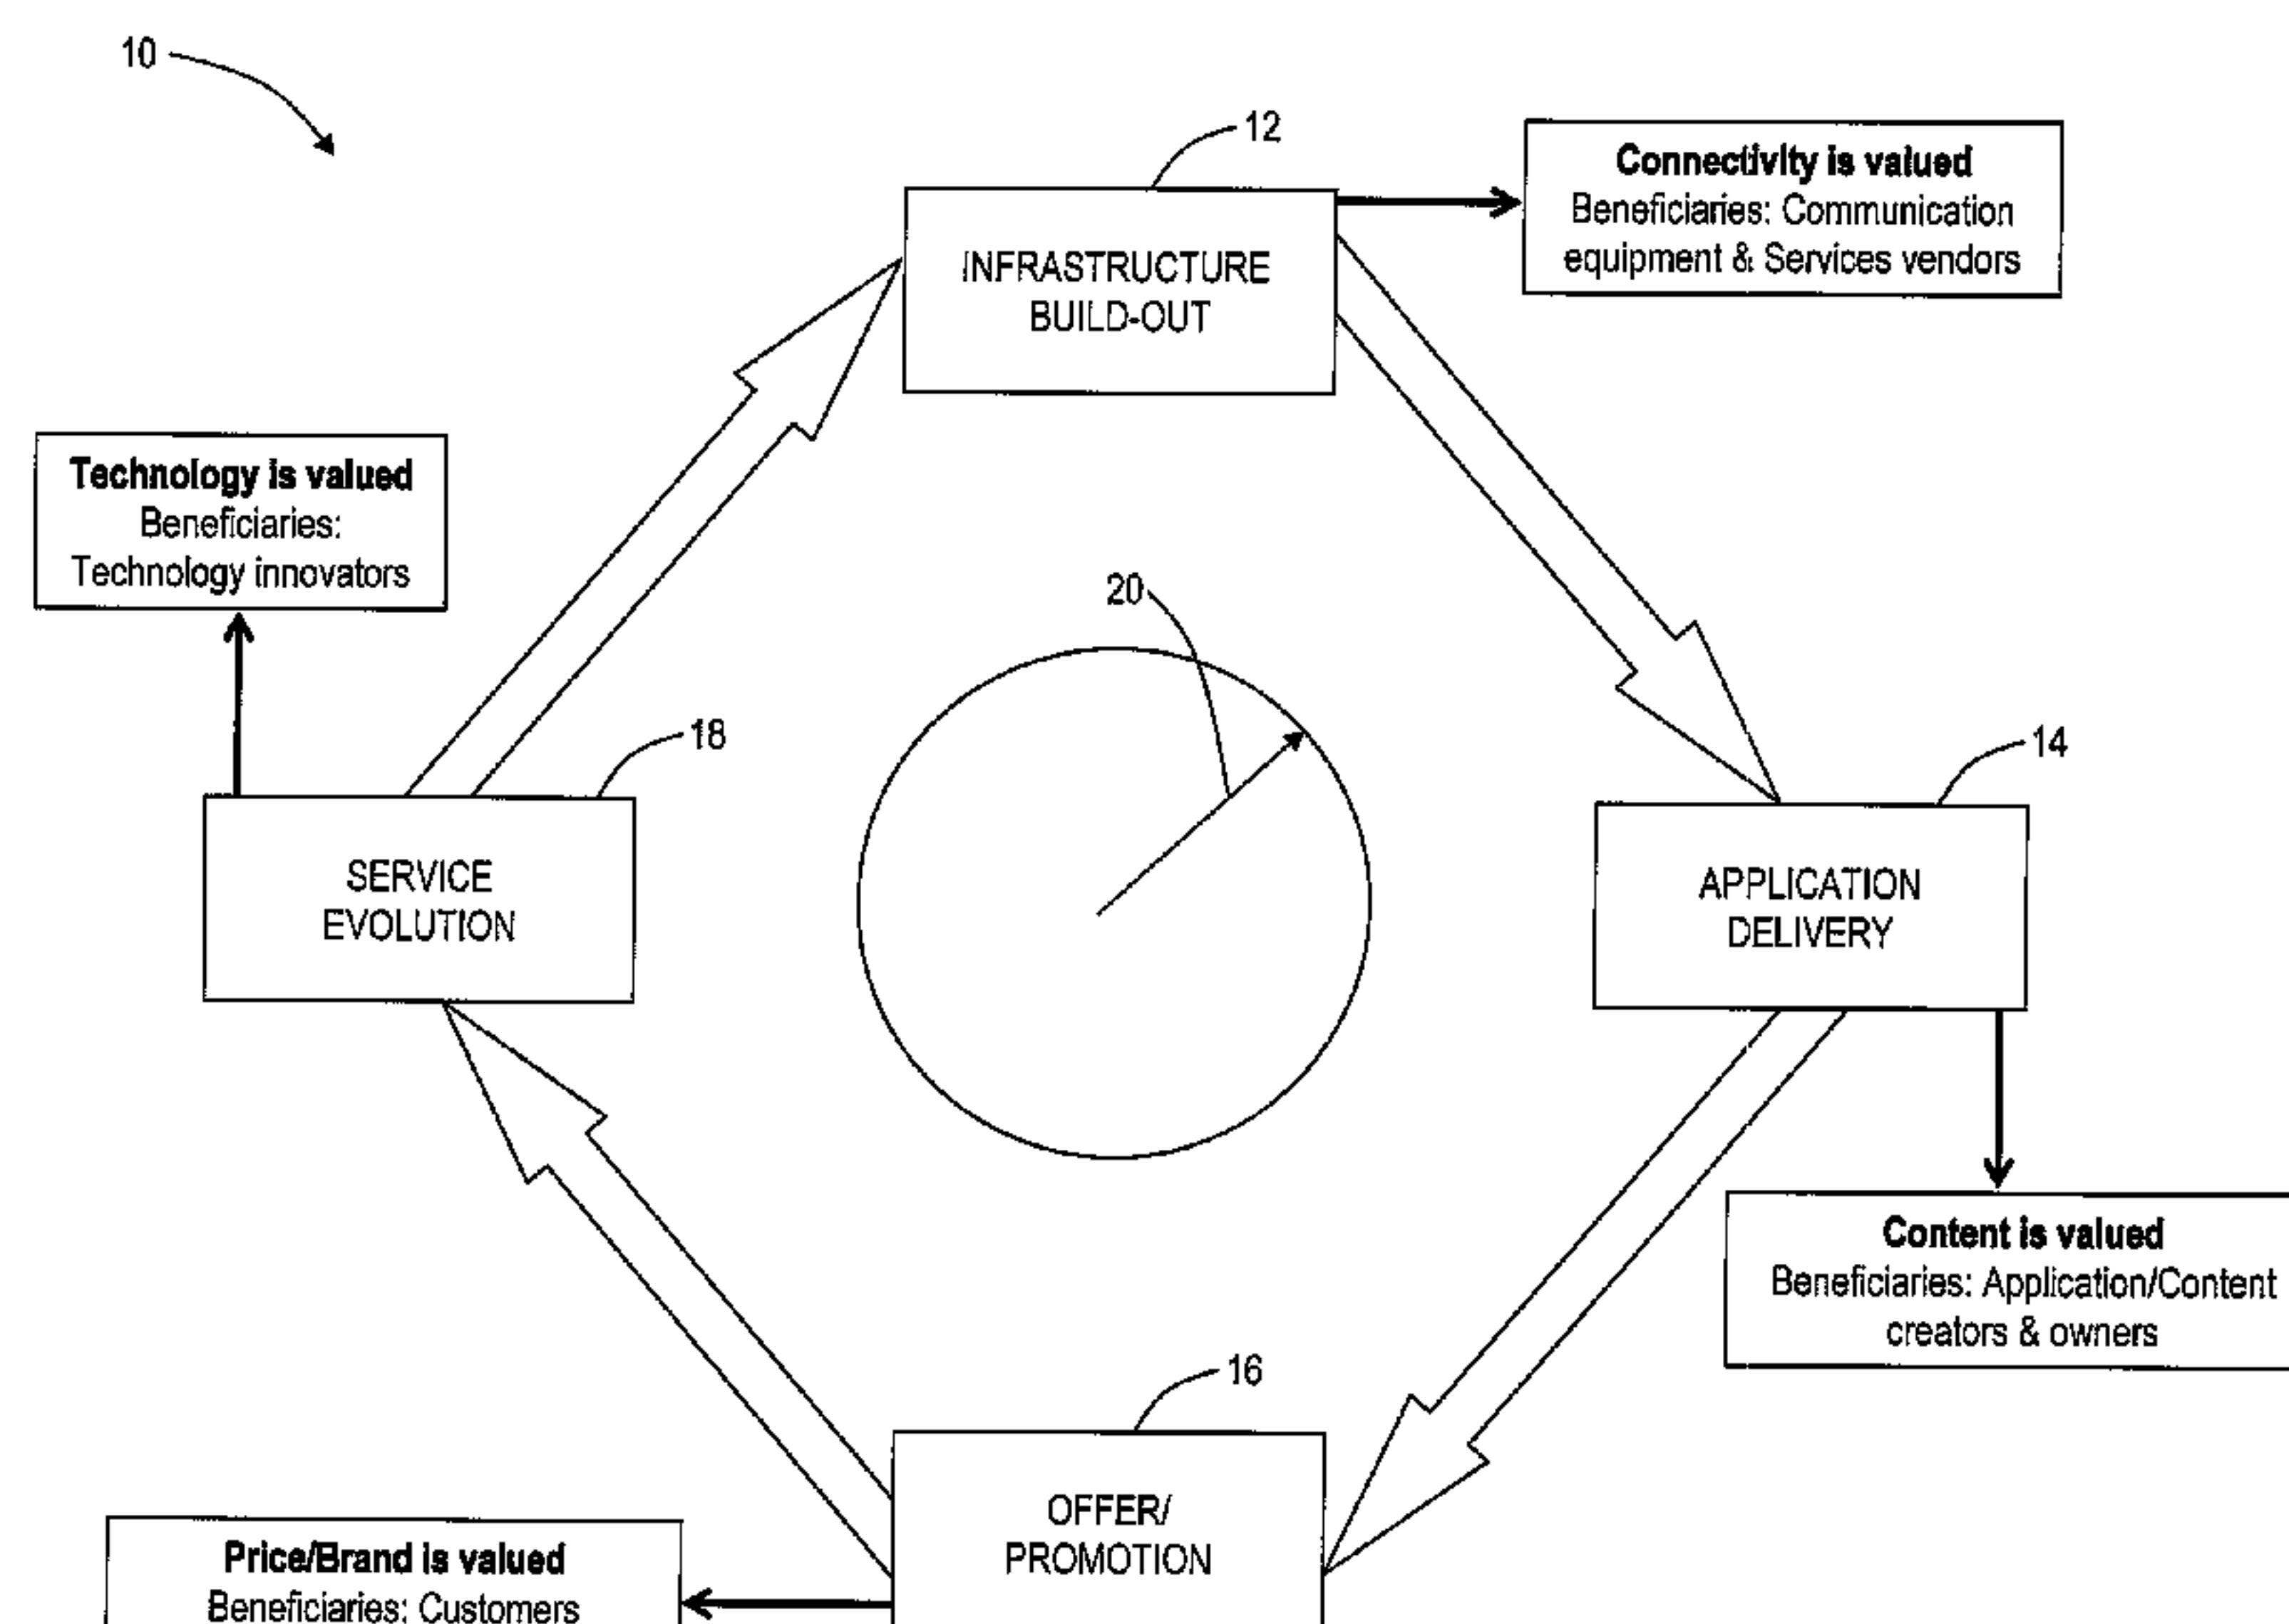 10
12
Connectivity is valued
Beneficiaries: Communication
equipment & Services vendors
INFRASTRUCTURE
BUILD-OUT
Technology is valued
Beneficiaries:
Technology innovators
20
18
14
SERVICE
EVOLUTION
APPLICATION
DELIVERY
Content is valued
Beneficiaries: Application/Content
creators & owners
16
OFFER/
PROMOTION
Price/Brand is valued
Beneficiaries: Customers